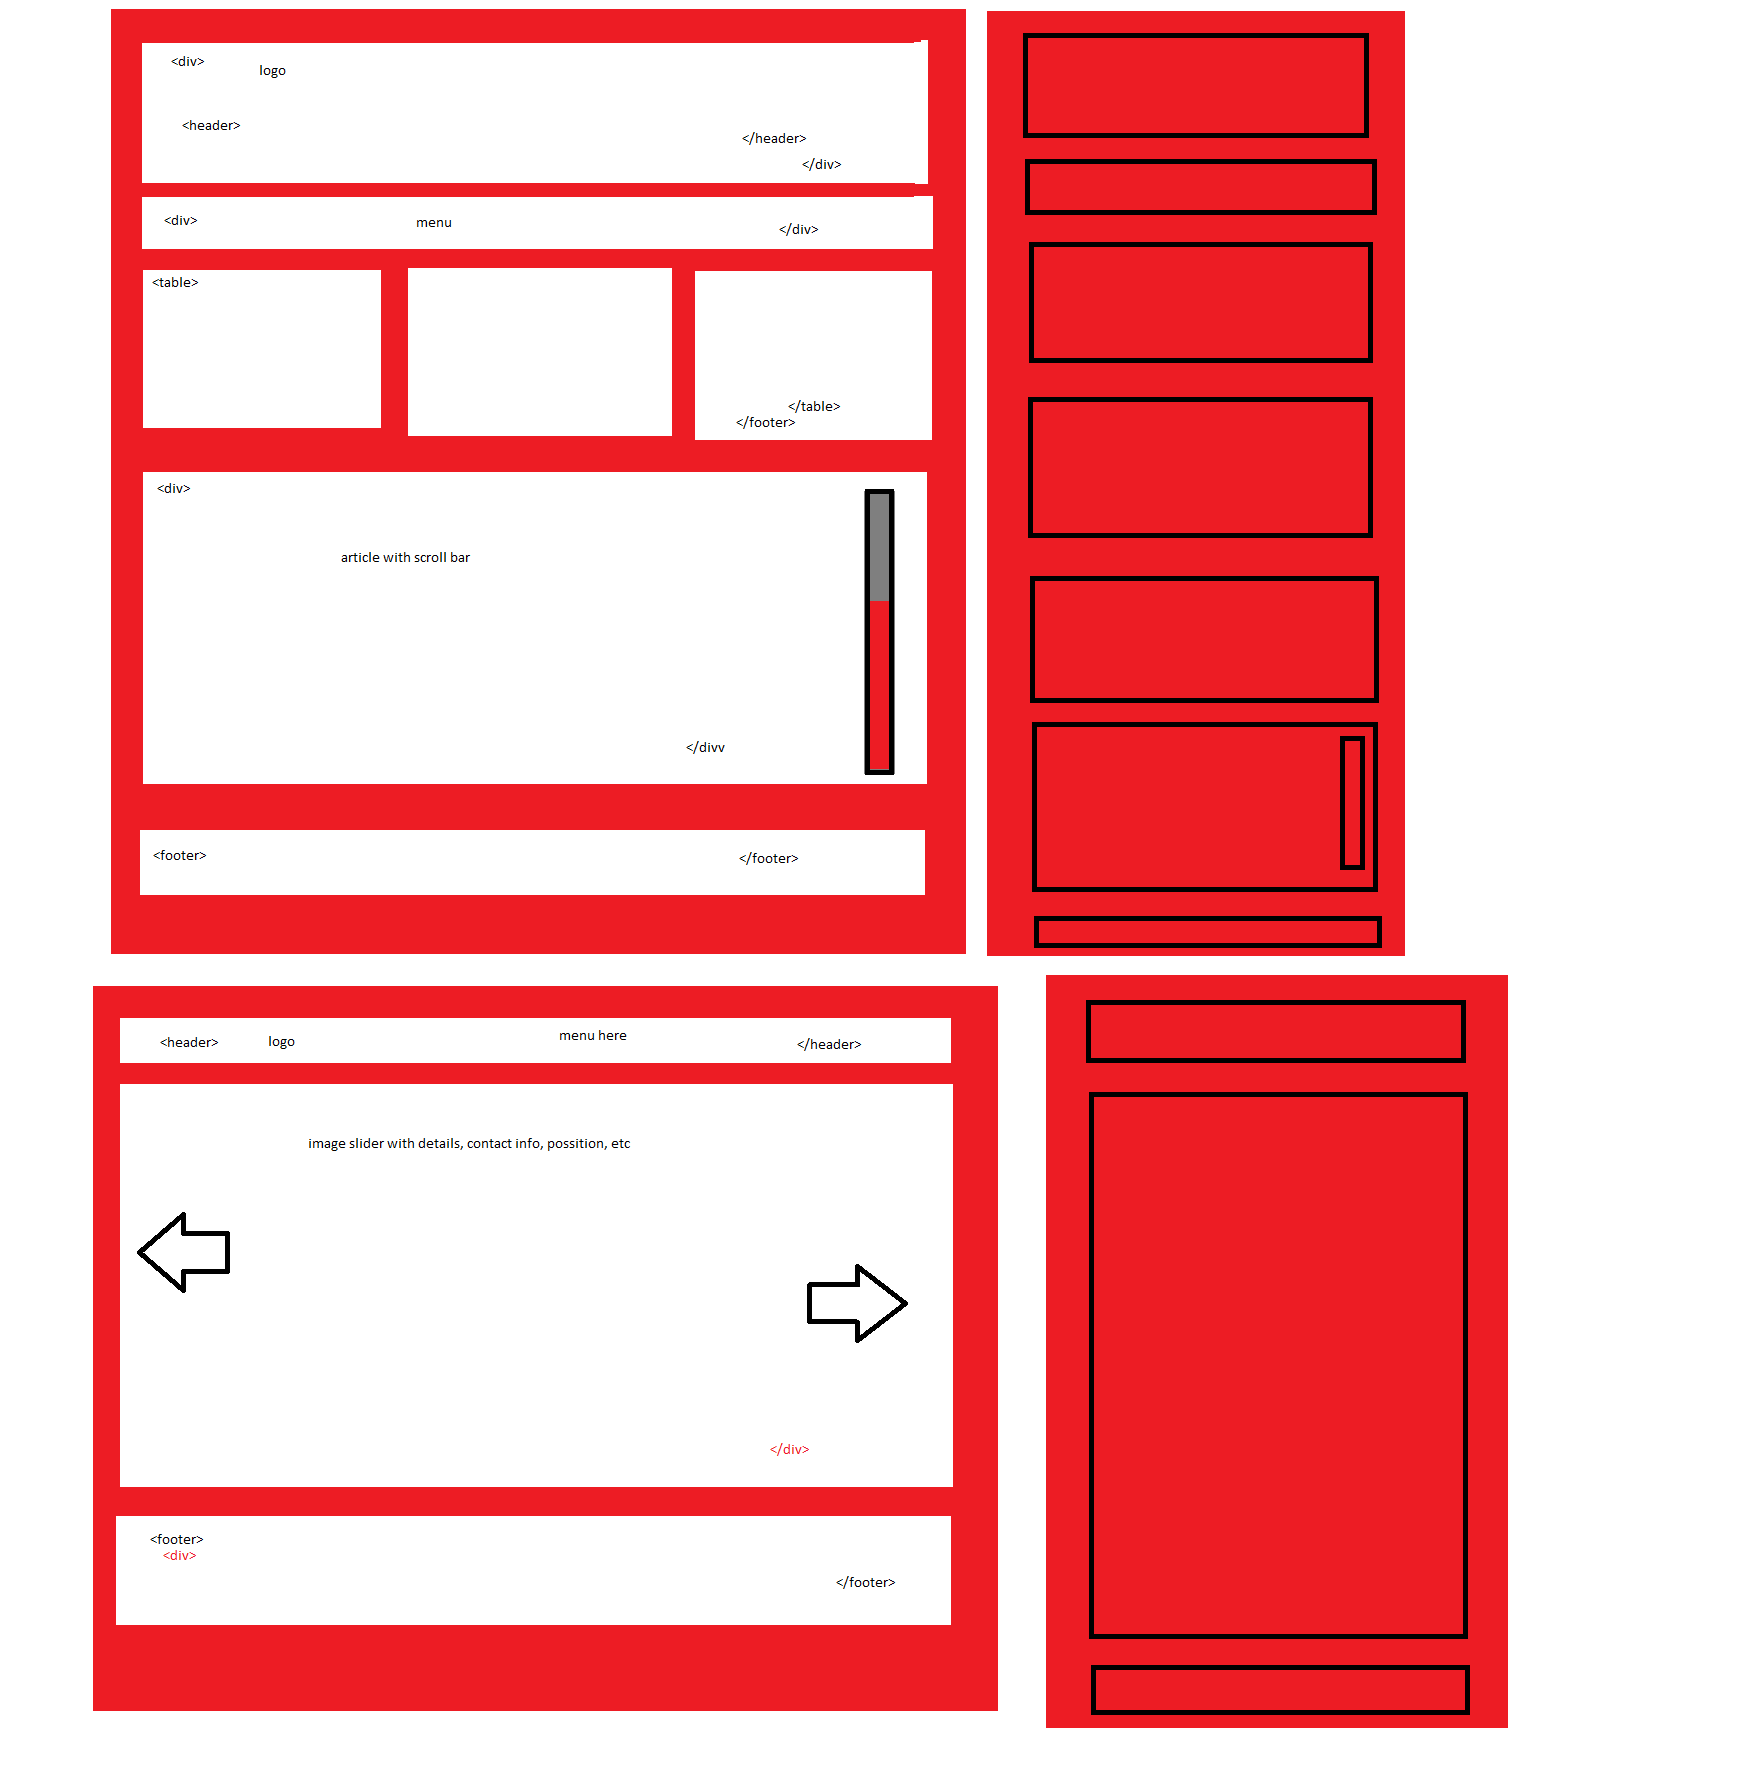 <div>
logo
<header>
</header>
</div>
<div>
menu
</div>
<table>
</table>
</footer>
<div>
article with scroll bar
</divv
<footer>
</footer>
<header>
logo
menu here
</header>
image slider with details, contact info, possition, etc
</div>
<footer>
<div>
</footer>